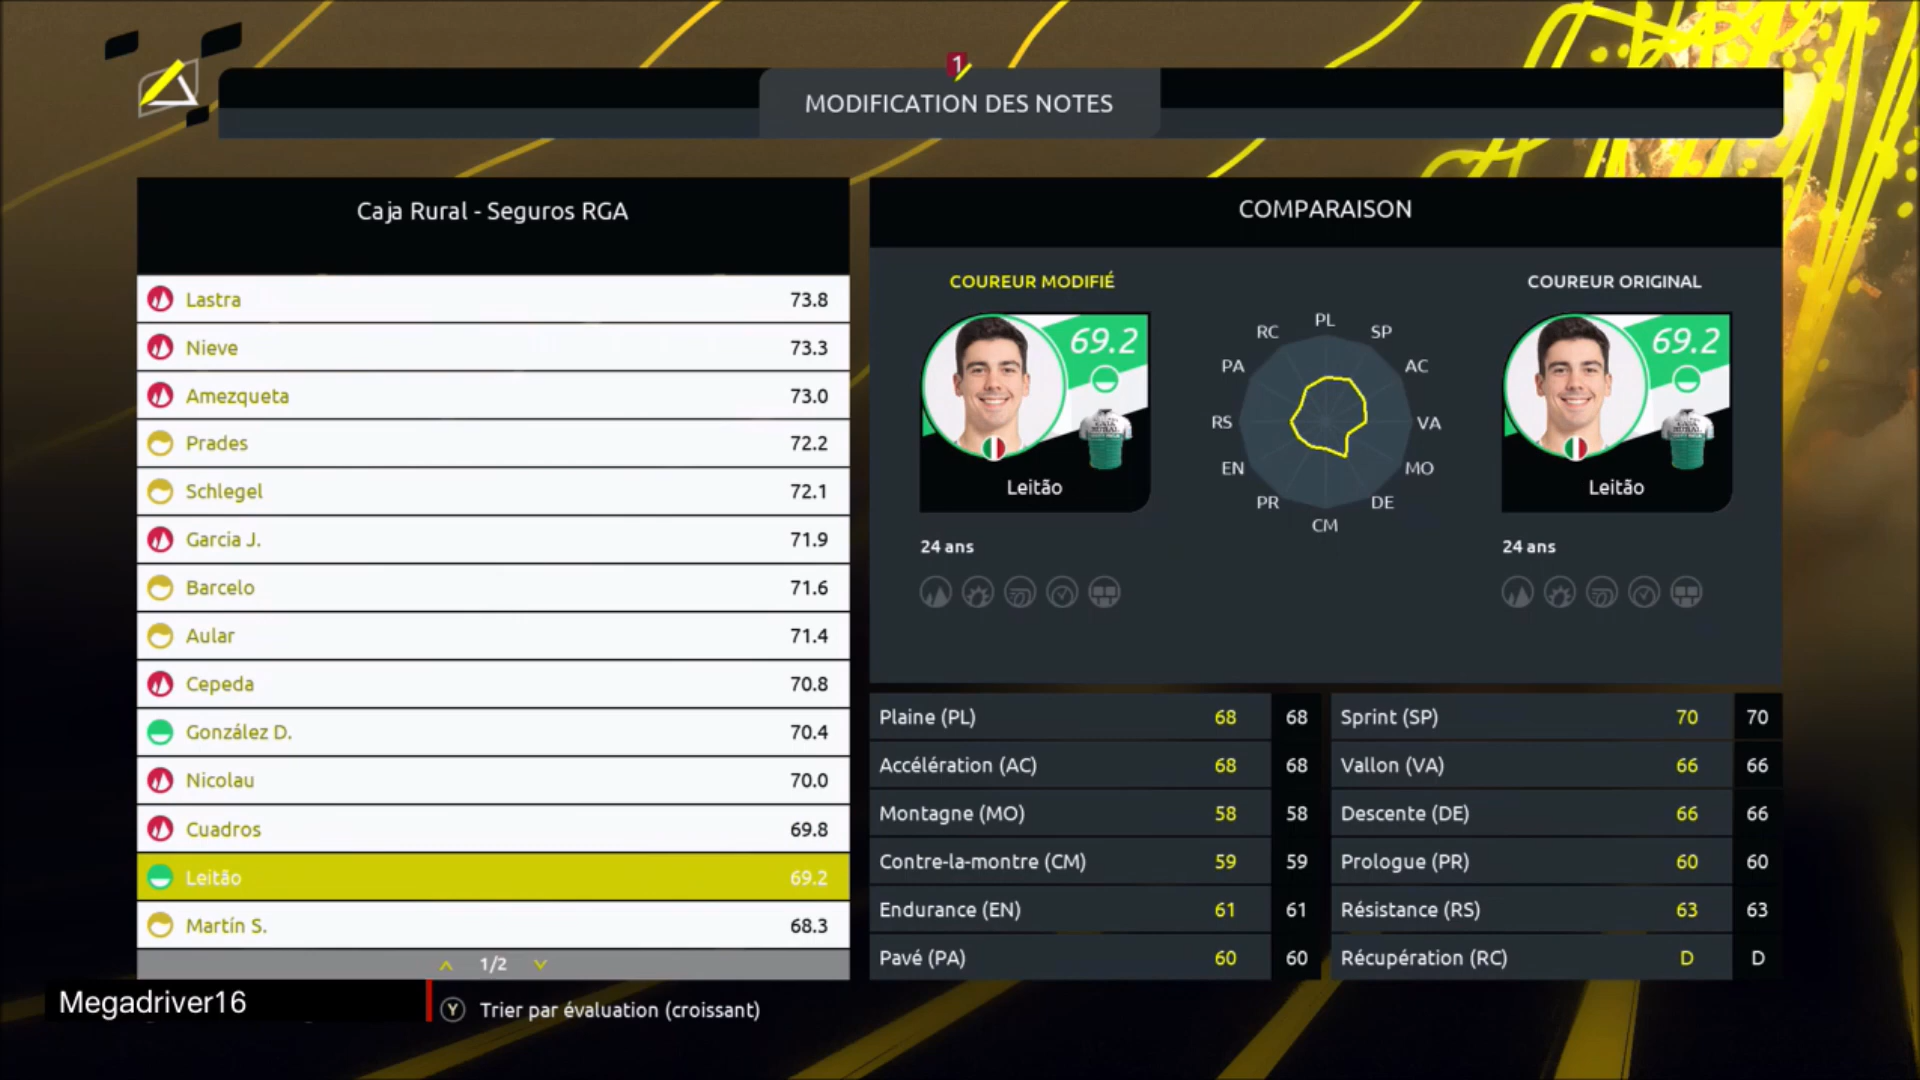 1
MODIFICATION DES NOTES
Caja Rural - Seguros RGA
Lastra 73.8
Nieve 73.3
Amezqueta 73.0
Prades 72.2
Schlegel 72.1
Garcia J. 71.9
Barcelo 71.6
Aular 71.4
Cepeda 70.8
González D. 70.4
Nicolau 70.0
Cuadros 69.8
Leitão 69.2
Martín S. 68.3
1/2
COMPARAISON
COUREUR MODIFIÉ
69.2
CAJA
RURAL
Leitão
24 ans
PL
SP
AC
VA
MO
DE
CM
PR
EN
RS
PA
RC
COUREUR ORIGINAL
69.2
CAJA
RURAL
Leitão
24 ans
Plaine (PL) 68 68
Sprint (SP) 70 70
Accélération (AC) 68 68
Vallon (VA) 66 66
Montagne (MO) 58 58
Descente (DE) 66 66
Contre-la-montre (CM) 59 59
Prologue (PR) 60 60
Endurance (EN) 61 61
Résistance (RS) 63 63
Pavé (PA) 60 60
Récupération (RC) D D
Megadriver16
Y Trier par évaluation (croissant)